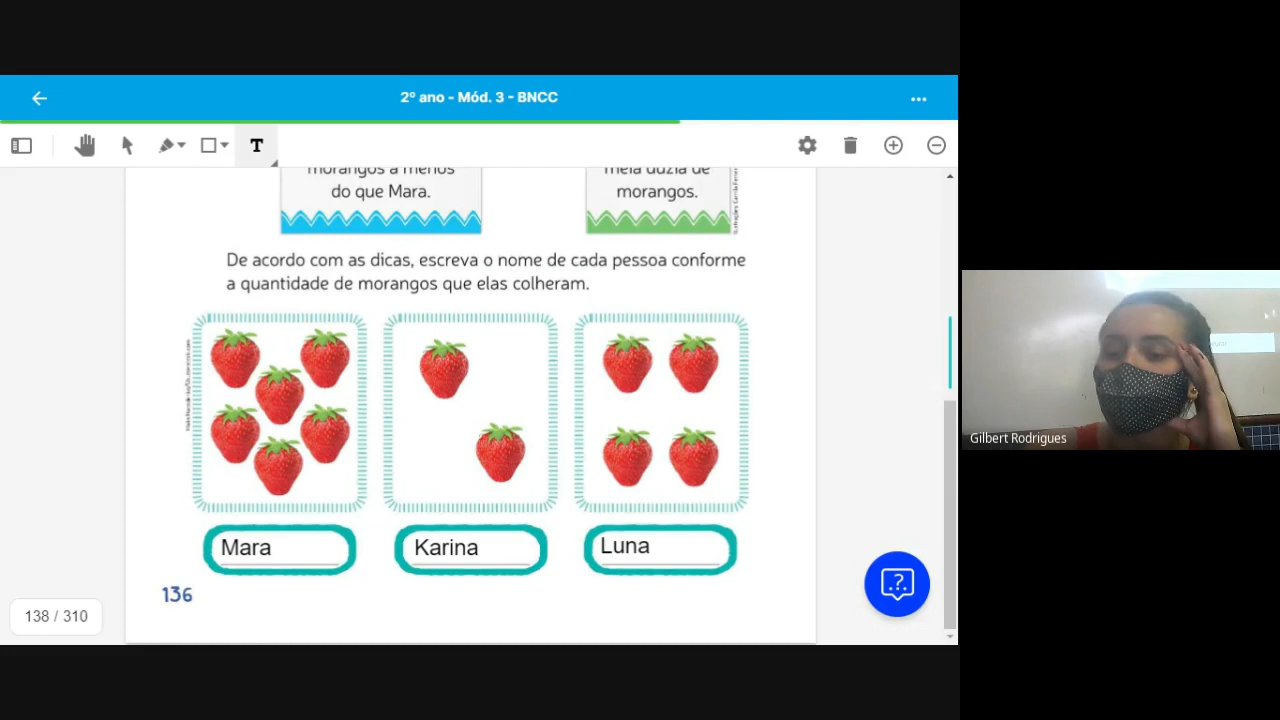 2º ano - Mód. 3 - BNCC
T
morangos a menos
do que Mara.
meia dúzia de
morangos.
De acordo com as dicas, escreva o nome de cada pessoa conforme
a quantidade de morangos que elas colheram.
Mara
Karina
Luna
136
138 / 310
Gilbert Rodrigues